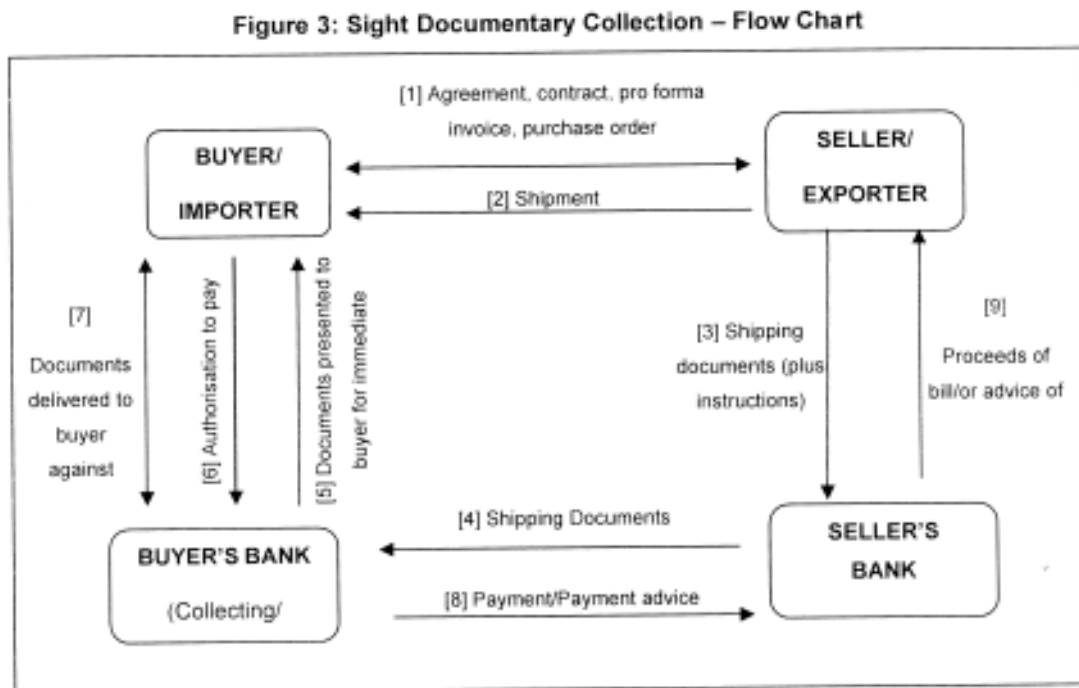 Figure 3: Sight Documentary Collection – Flow Chart
[1] Agreement, contract, pro forma
invoice, purchase order
BUYER/
IMPORTER
SELLER/
EXPORTER
[2] Shipment
[7]
Documents
delivered to
buyer
against
[6] Authorisation to pay
[5] Documents presented to
buyer for immediate
[3] Shipping
documents (plus
instructions)
[9]
Proceeds of
bill/or advice of
[4] Shipping Documents
BUYER'S BANK
(Collecting/
SELLER'S
BANK
[8] Payment/Payment advice